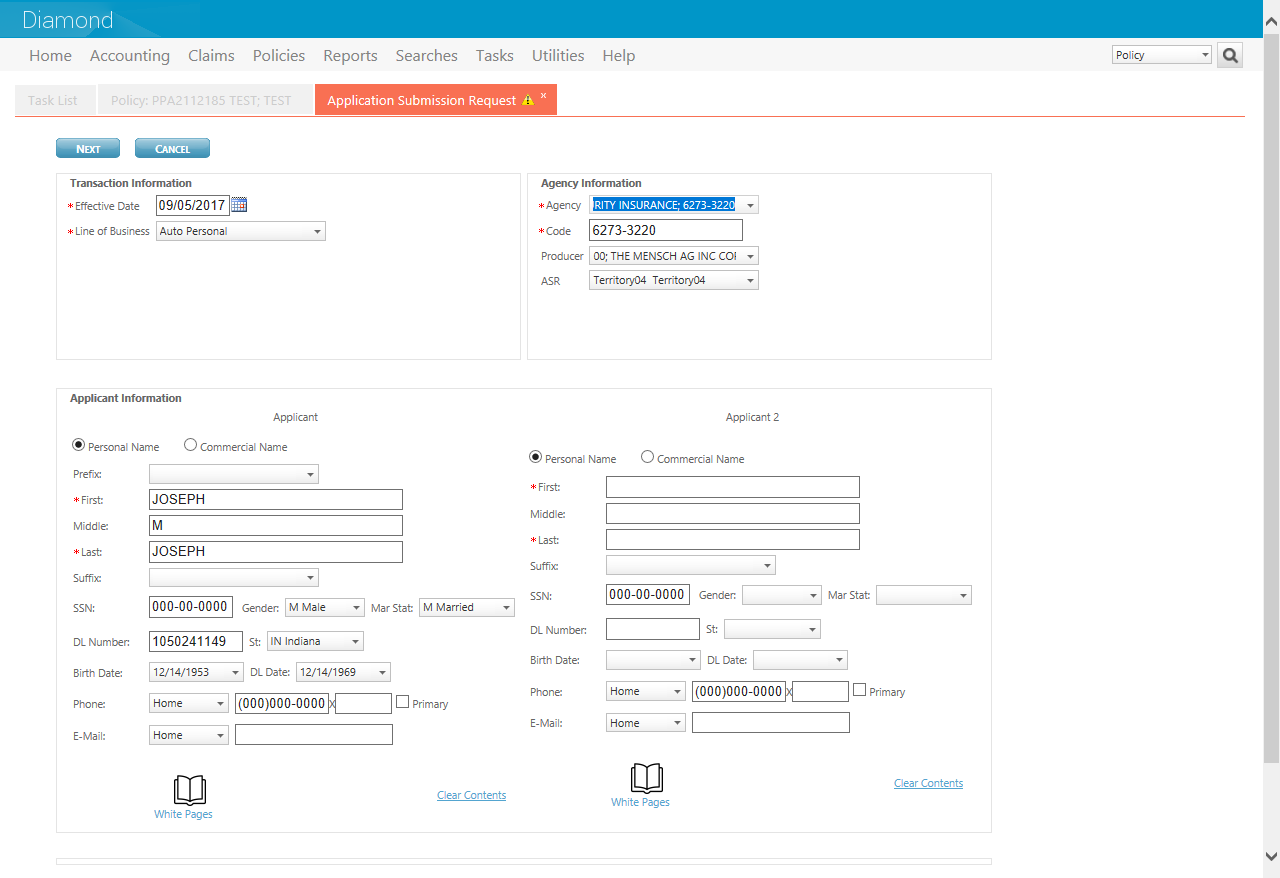 Diamond
Home Accounting Claims Policies Reports Searches Tasks Utilities Help Policy
Task List Policy: PPA2112185 TEST; TEST Application Submission Request ×
NEXT CANCEL
Transaction Information
*Effective Date 09/05/2017
*Line of Business Auto Personal
Agency Information
*Agency RITY INSURANCE; 6273-3220
*Code 6273-3220
Producer 00; THE MENSCH AG INC COF
ASR Territory04 Territory04
Applicant Information
Applicant
Personal Name Commercial Name
Prefix:
*First: JOSEPH
Middle: M
*Last: JOSEPH
Suffix:
SSN: 000-00-0000 Gender: M Male Mar Stat: M Married
DL Number: 1050241149 St: IN Indiana
Birth Date: 12/14/1953 DL Date: 12/14/1969
Phone: Home (000)000-0000 X Primary
E-Mail: Home
White Pages Clear Contents
Applicant 2
Personal Name Commercial Name
*First:
Middle:
*Last:
Suffix:
SSN: 000-00-0000 Gender: Mar Stat:
DL Number: St:
Birth Date: DL Date:
Phone: Home (000)000-0000 X Primary
E-Mail: Home
White Pages Clear Contents